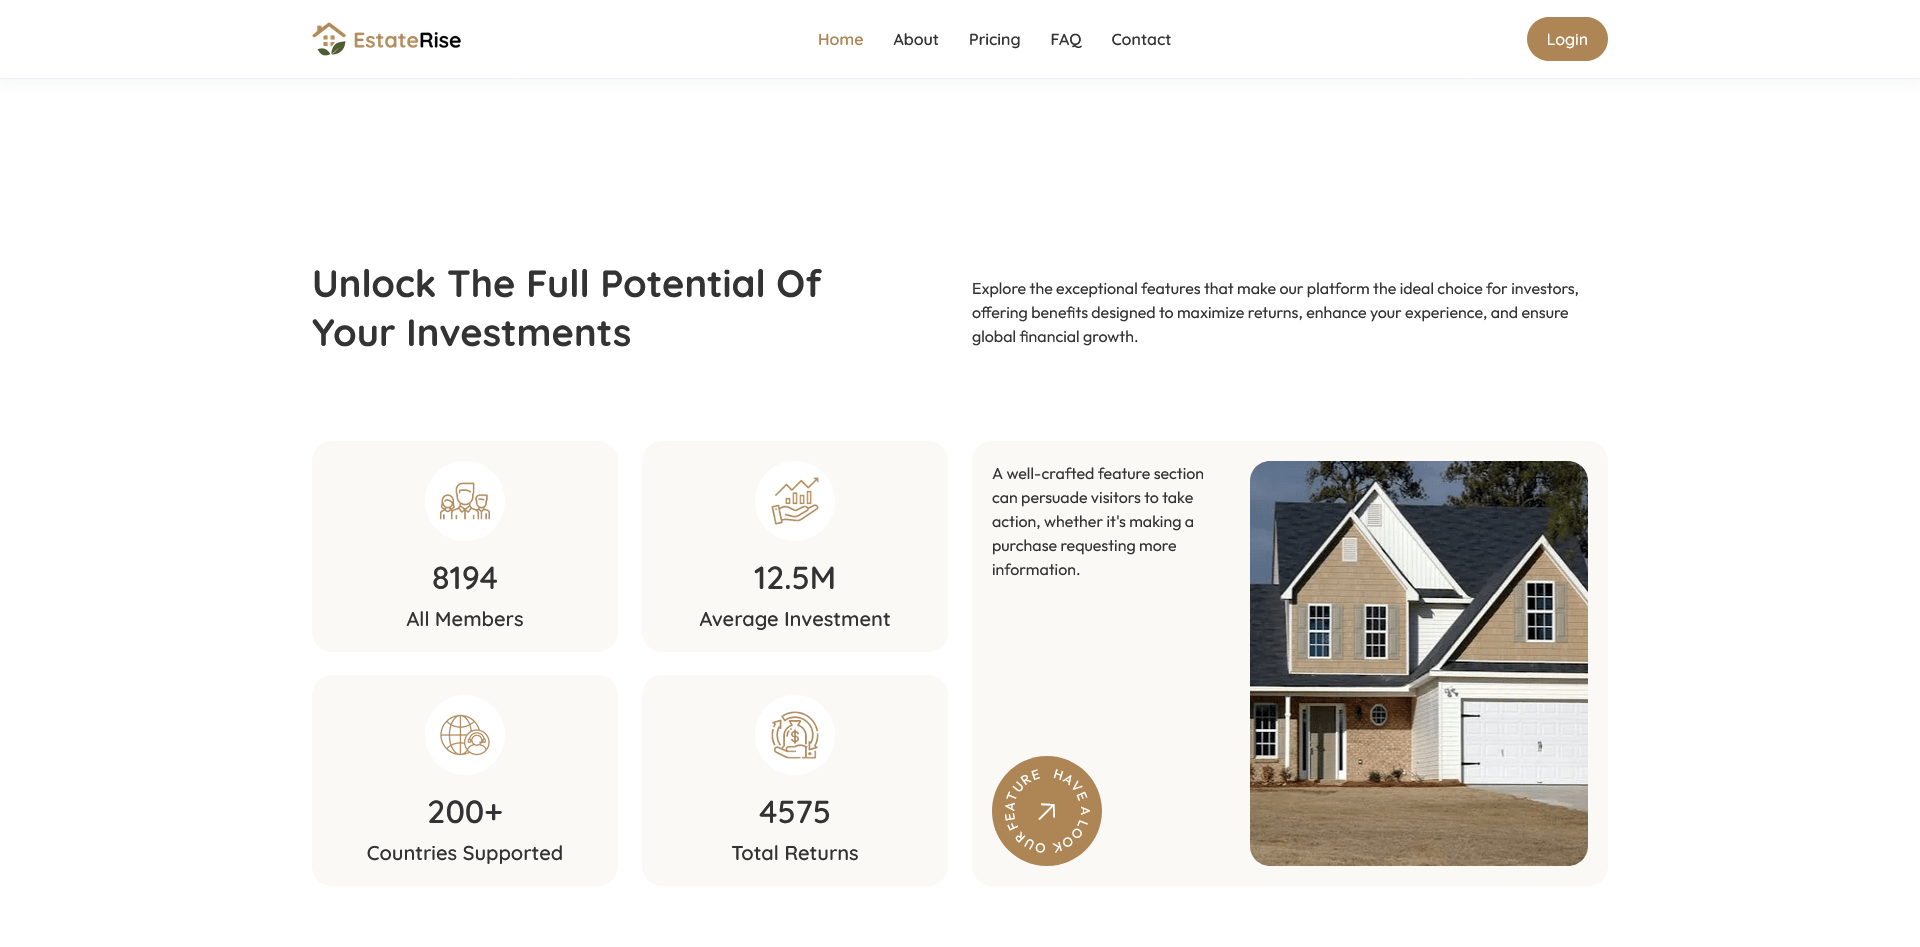 EstateRise
Home
About
Pricing
FAQ
Contact
Login
Unlock The Full Potential Of
Your Investments
Explore the exceptional features that make our platform the ideal choice for investors,
offering benefits designed to maximize returns, enhance your experience, and ensure
global financial growth.
8194
All Members
12.5M
Average Investment
200+
Countries Supported
4575
Total Returns
A well-crafted feature section
can persuade visitors to take
action, whether it's making a
purchase requesting more
information.
HAVE A LOOK OUR FEATURE